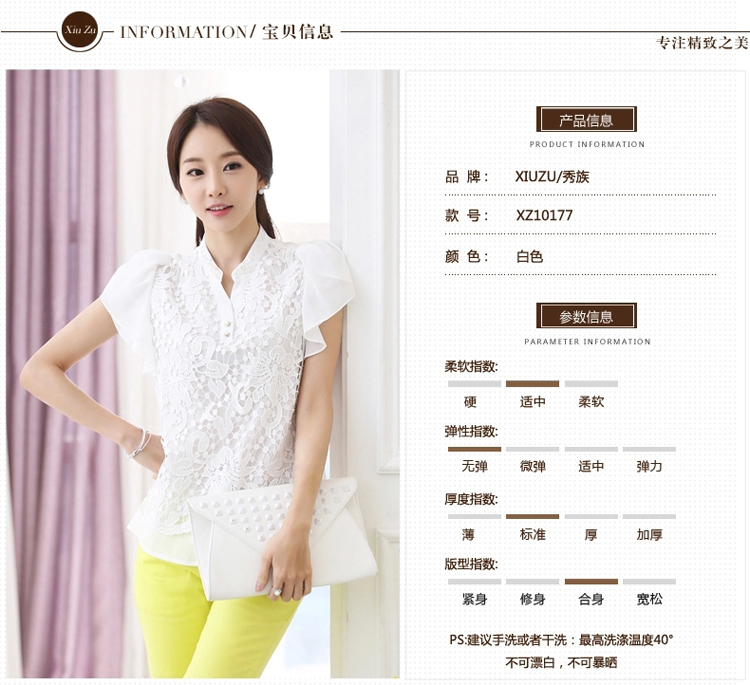 Xiu Zu
INFORMATION/ 宝贝信息
专注精致之美
产品信息
PRODUCT INFORMATION
品 牌： XIUZU/秀族
款 号： XZ10177
颜 色： 白色
参数信息
PARAMETER INFORMATION
柔软指数:
硬 适中 柔软
弹性指数:
无弹 微弹 适中 弹力
厚度指数:
薄 标准 厚 加厚
版型指数:
紧身 修身 合身 宽松
PS:建议手洗或者干洗：最高洗涤温度40°
不可漂白，不可暴晒